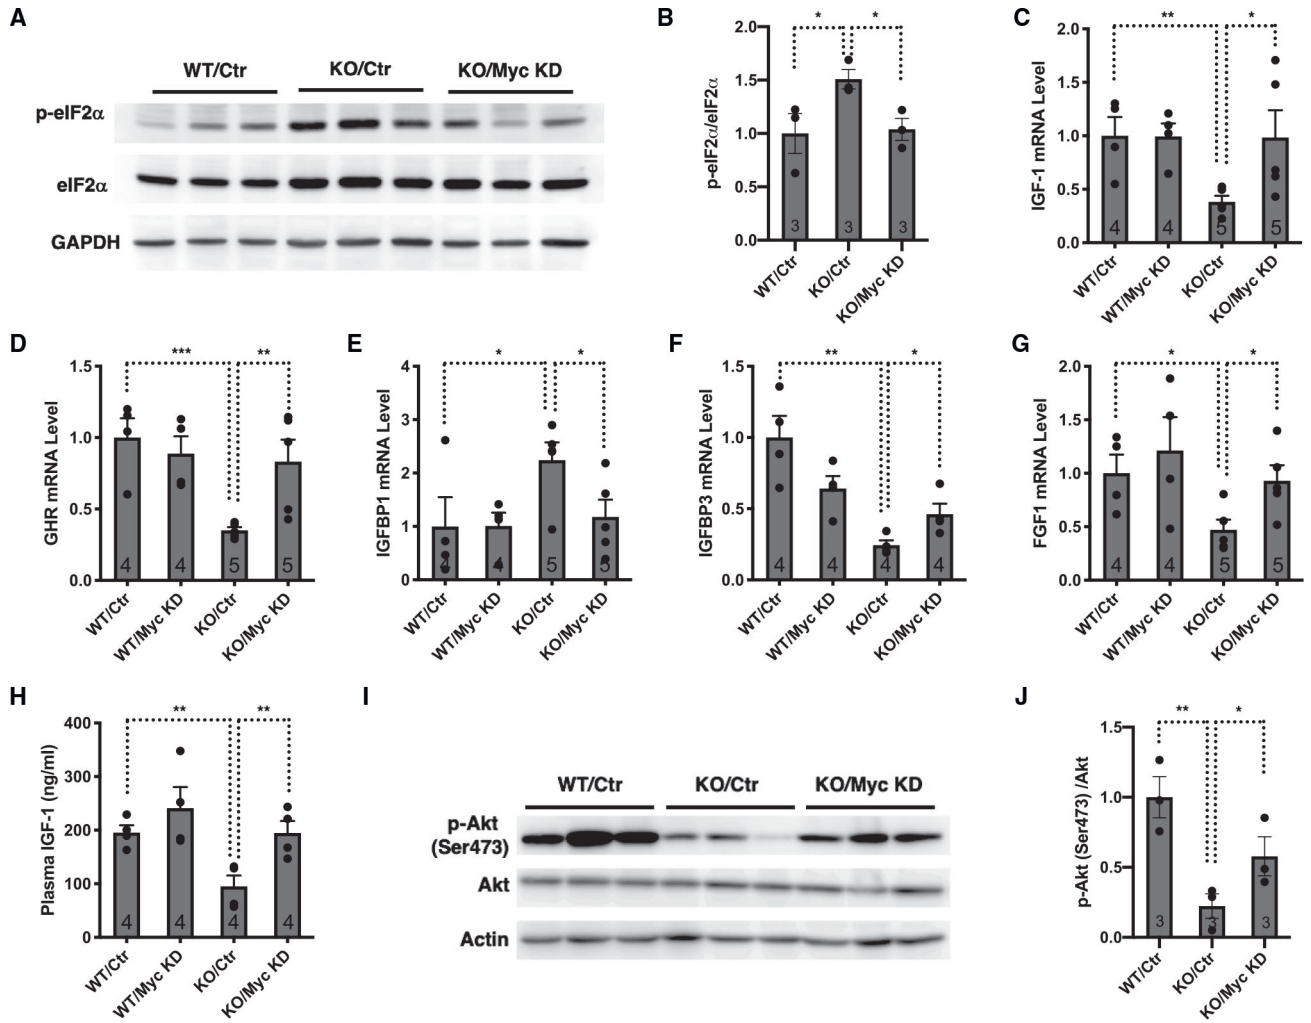 A
WT/Ctr
KO/Ctr
KO/Myc KD
p-eIF2α
eIF2α
GAPDH
B
p-eIF2α/eIF2α
2.0
1.5
1.0
0.5
0.0
*
*
3
3
3
WT/Ctr
KO/Ctr
KO/Myc KD
C
IGF-1 mRNA Level
2.0
1.5
1.0
0.5
0.0
**
*
4
4
5
5
WT/Ctr
WT/Myc KD
KO/Ctr
KO/Myc KD
D
GHR mRNA Level
1.5
1.0
0.5
0.0
***
**
4
4
5
5
WT/Ctr
WT/Myc KD
KO/Ctr
KO/Myc KD
E
IGFBP1 mRNA Level
4
3
2
1
0
*
*
4
4
5
5
WT/Ctr
WT/Myc KD
KO/Ctr
KO/Myc KD
F
IGFBP3 mRNA Level
1.5
1.0
0.5
0.0
**
*
4
4
4
4
WT/Ctr
WT/Myc KD
KO/Ctr
KO/Myc KD
G
FGF1 mRNA Level
2.0
1.5
1.0
0.5
0.0
*
*
4
4
5
5
WT/Ctr
WT/Myc KD
KO/Ctr
KO/Myc KD
H
Plasma IGF-1 (ng/ml)
400
300
200
100
0
**
**
4
4
4
4
WT/Ctr
WT/Myc KD
KO/Ctr
KO/Myc KD
I
WT/Ctr
KO/Ctr
KO/Myc KD
p-Akt
(Ser473)
Akt
Actin
J
p-Akt (Ser473) /Akt
1.5
1.0
0.5
0.0
**
*
3
3
3
WT/Ctr
KO/Ctr
KO/Myc KD